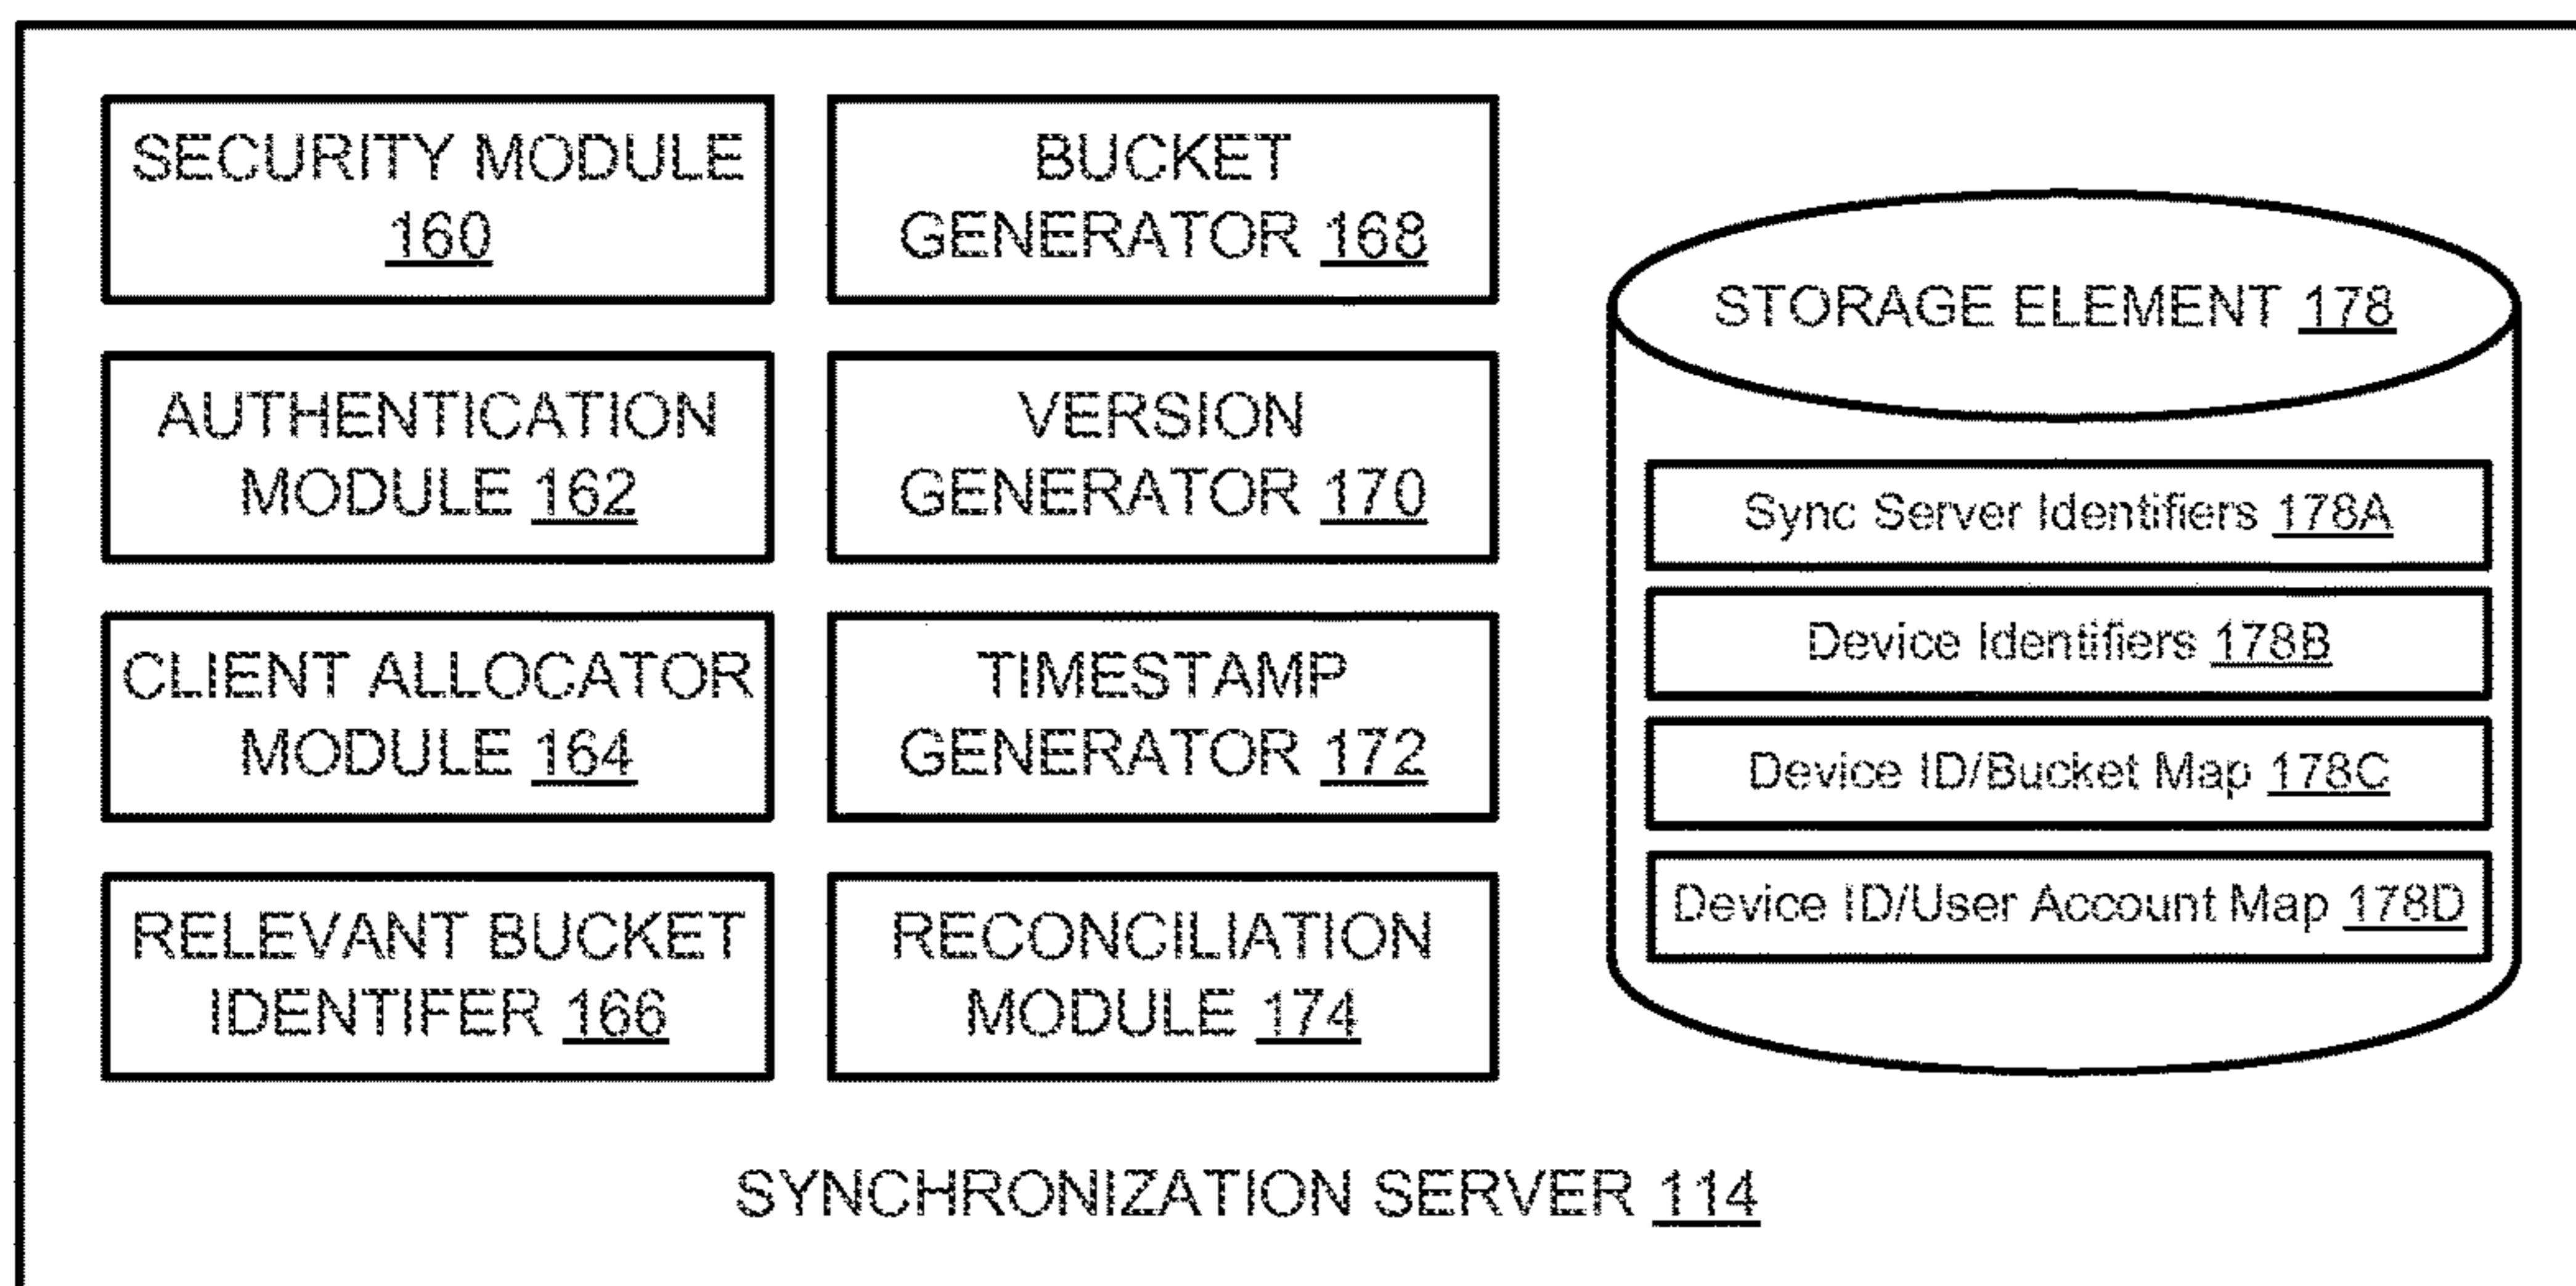 SECURITY MODULE
160
AUTHENTICATION
MODULE 162
CLIENT ALLOCATOR
MODULE 164
RELEVANT BUCKET
IDENTIFER 166
BUCKET
GENERATOR 168
VERSION
GENERATOR 170
TIMESTAMP
GENERATOR 172
RECONCILIATION
MODULE 174
STORAGE ELEMENT 178
Sync Server Identifiers 178A
Device Identifiers 178B
Device ID/Bucket Map 178C
Device ID/User Account Map 178D
SYNCHRONIZATION SERVER 114